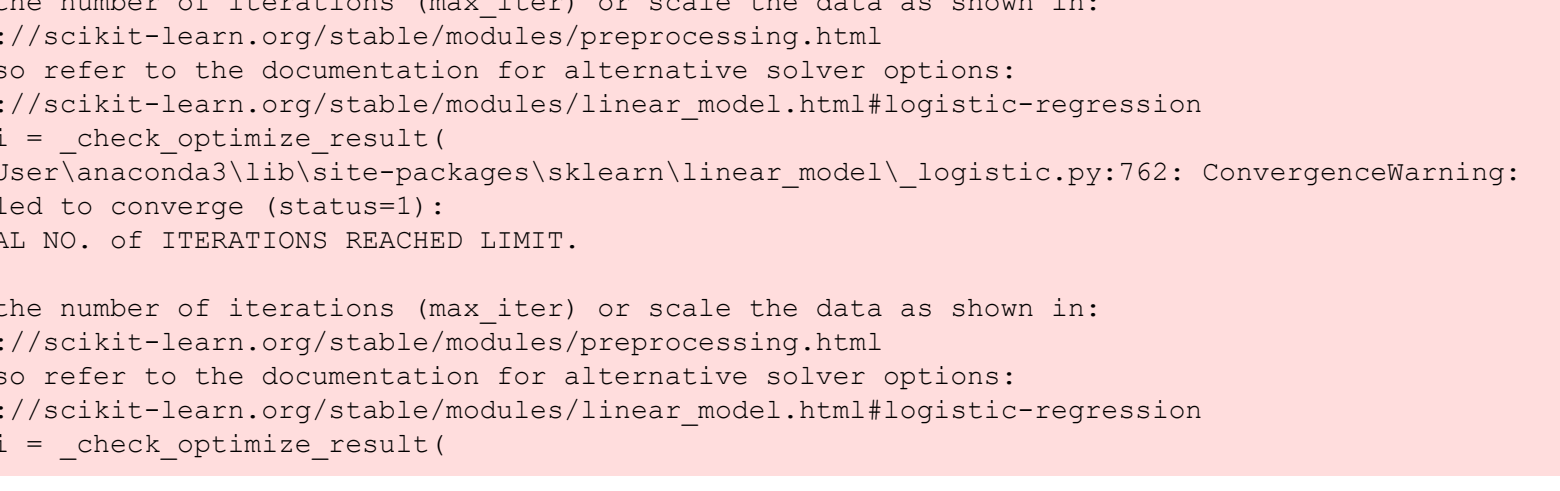 the number of iterations (max_iter) or scale the data as shown in:
://scikit-learn.org/stable/modules/preprocessing.html
so refer to the documentation for alternative solver options:
://scikit-learn.org/stable/modules/linear_model.html#logistic-regression
i = _check_optimize_result(
User\anaconda3\lib\site-packages\sklearn\linear_model\_logistic.py:762: ConvergenceWarning:
led to converge (status=1):
AL NO. of ITERATIONS REACHED LIMIT.
the number of iterations (max_iter) or scale the data as shown in:
://scikit-learn.org/stable/modules/preprocessing.html
so refer to the documentation for alternative solver options:
://scikit-learn.org/stable/modules/linear_model.html#logistic-regression
i = _check_optimize_result(